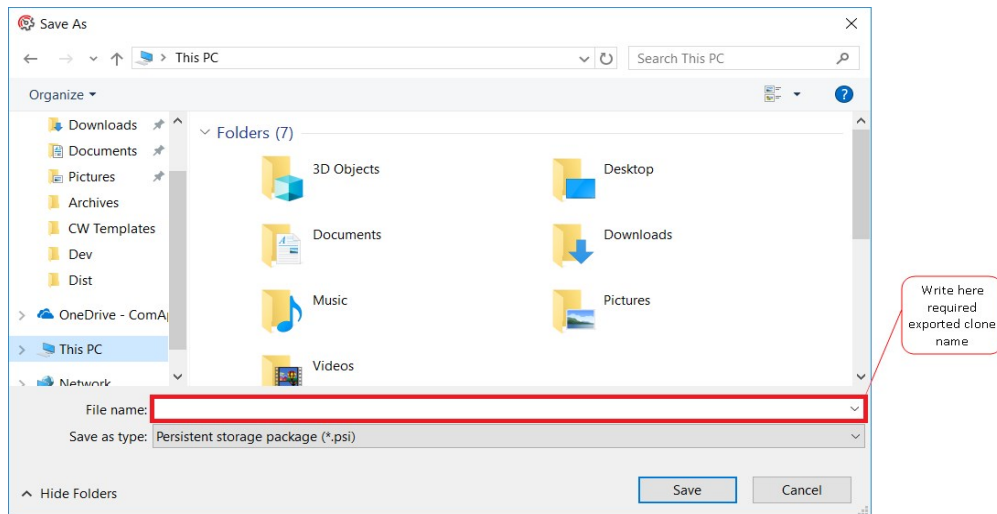 Save As
This PC
Search This PC
Organize
Downloads
Documents
Pictures
Archives
CW Templates
Dev
Dist
OneDrive - ComA
This PC
Network
Folders (7)
3D Objects
Desktop
Documents
Downloads
Music
Pictures
Videos
File name:
Save as type: Persistent storage package (*.psi)
Hide Folders
Save
Cancel
Write here
required
exported clone
name